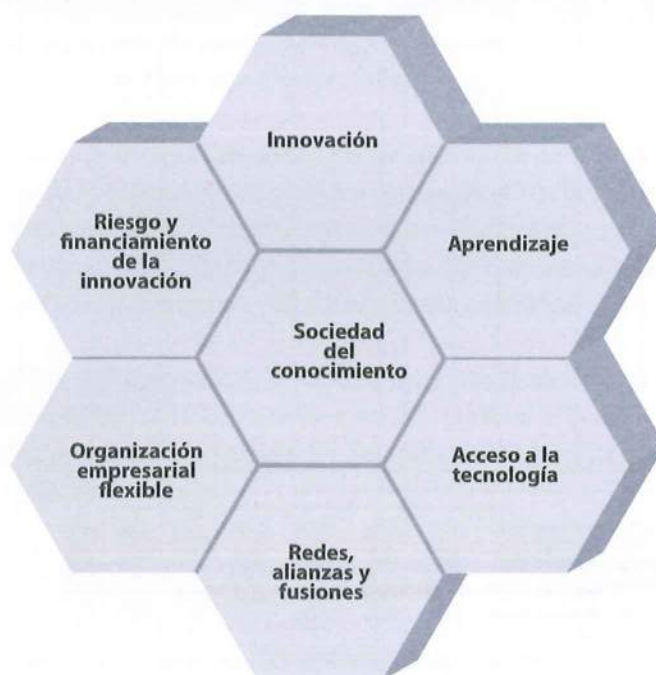 Innovación
Riesgo y
financiamiento
de la
innovación
Aprendizaje
Sociedad
del
conocimiento
Organización
empresarial
flexible
Acceso a la
tecnología
Redes,
alianzas y
fusiones